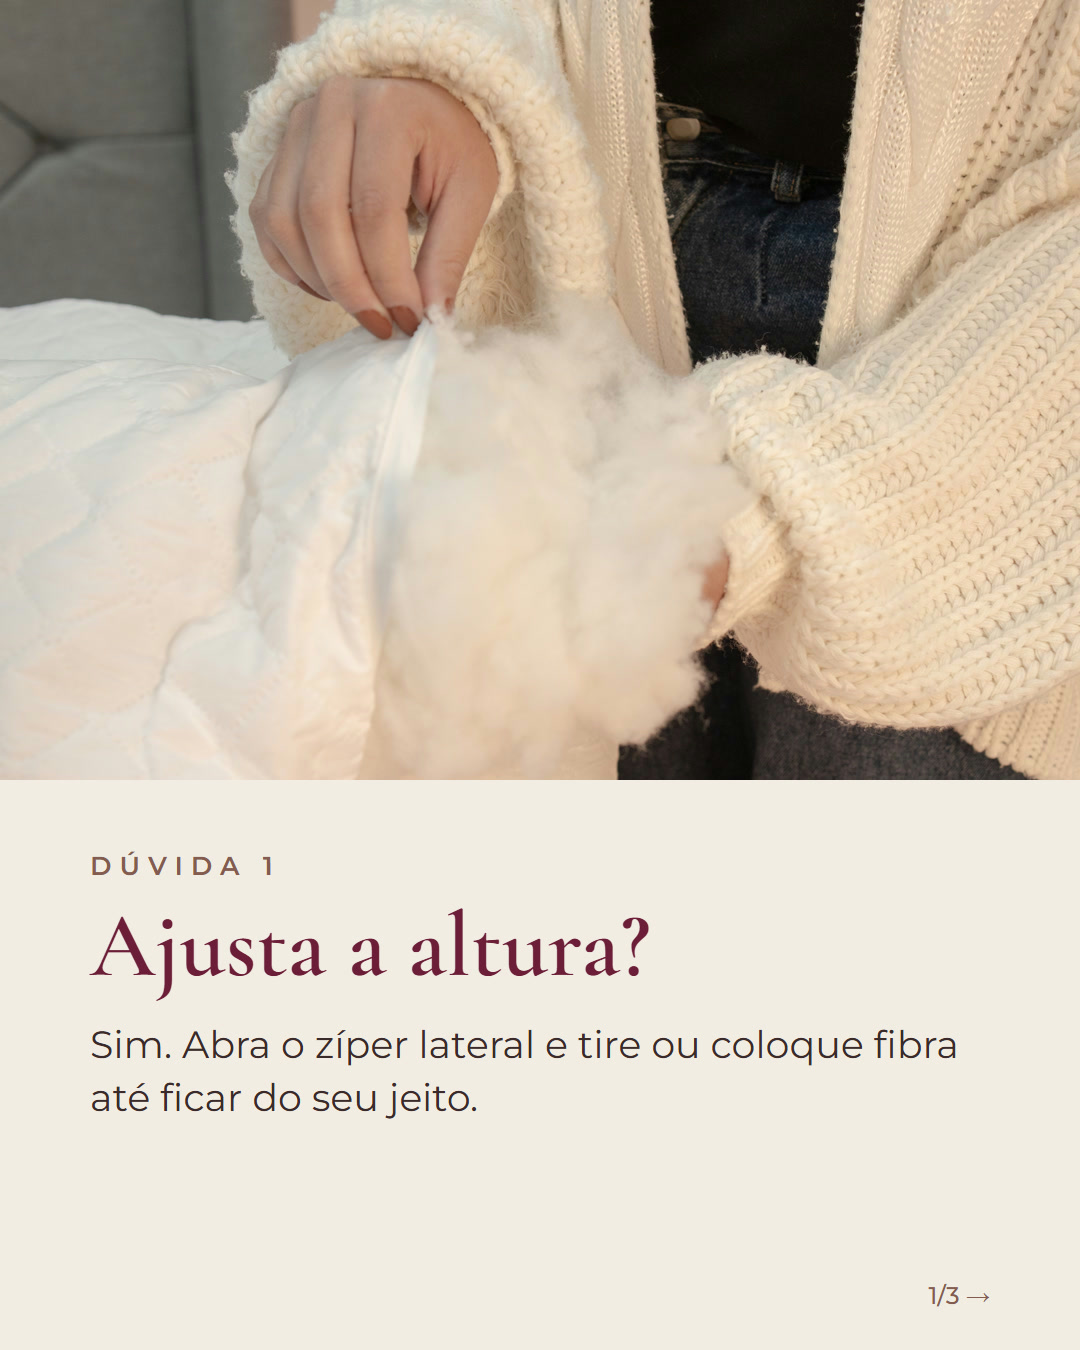 DÚVIDA 1
Ajusta a altura?
Sim. Abra o zíper lateral e tire ou coloque fibra
até ficar do seu jeito.
1/3 →